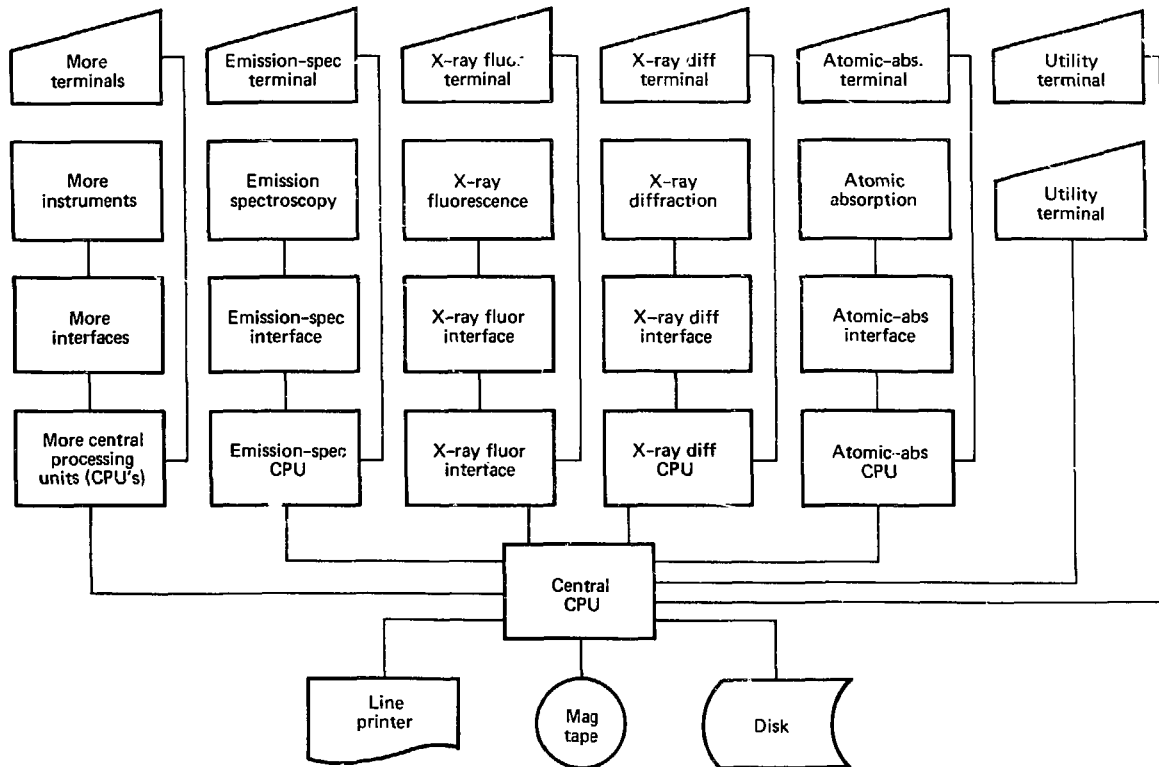 More
terminals
Emission-spec
terminal
X-ray fluor
terminal
X-ray diff
terminal
Atomic-abs.
terminal
Utility
terminal
More
instruments
Emission
spectroscopy
X-ray
fluorescence
X-ray
diffraction
Atomic
absorption
Utility
terminal
More
interfaces
Emission-spec
interface
X-ray fluor
interface
X-ray diff
interface
Atomic-abs
interface
More central
processing
units (CPU's)
Emission-spec
CPU
X-ray fluor
interface
X-ray diff
CPU
Atomic-abs
CPU
Central
CPU
Line
printer
Mag
tape
Disk